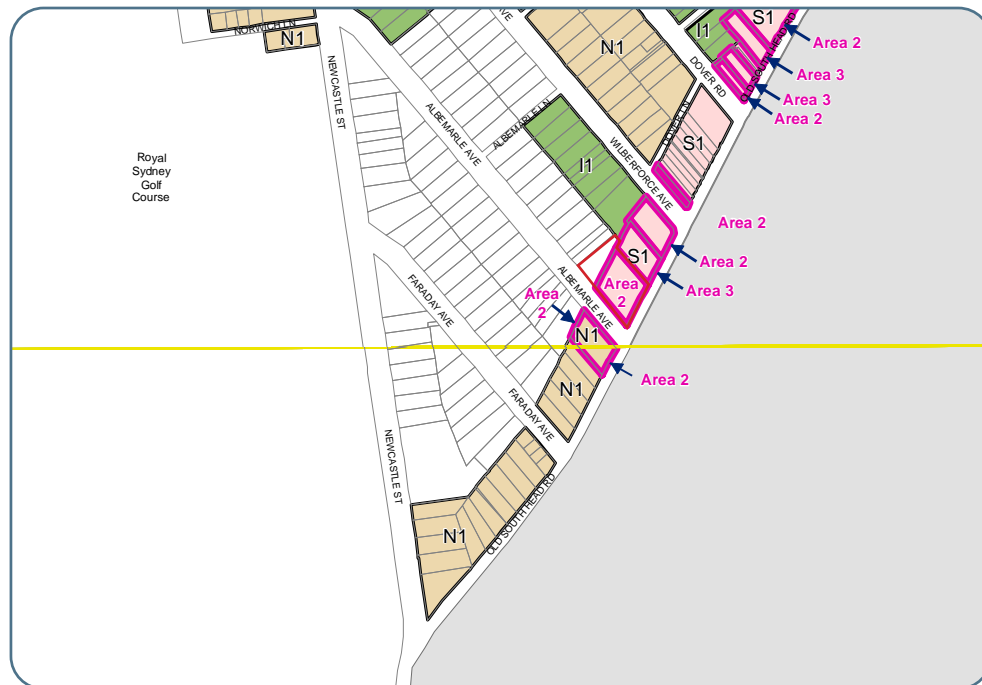 NORWICH LN
N1
AVE
N1
I1
S1
Area 2
OLD SOUTH HEAD RD
Area 3
DOVER RD
Area 3
Area 2
NEWCASTLE ST
ALBEMARLE AVE
ALBEMARLE LN
DOVER LN
S1
WILBERFORCE AVE
I1
Royal
Sydney
Golf
Course
Area 2
S1
Area 2
Area 3
Area
2
ALBEMARLE AVE
FARADAY AVE
Area
2
N1
Area 2
N1
FARADAY AVE
NEWCASTLE ST
OLD SOUTH HEAD RD
N1